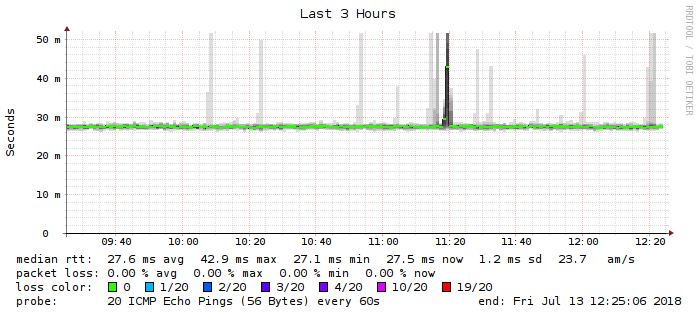 Last 3 Hours
RRDTOOL / TOBI OETIKER
Seconds
50 m
40 m
30 m
20 m
10 m
0
09:40 10:00 10:20 10:40 11:00 11:20 11:40 12:00 12:20
median rtt: 27.6 ms avg 42.9 ms max 27.1 ms min 27.5 ms now 1.2 ms sd 23.7 am/s
packet loss: 0.00 % avg 0.00 % max 0.00 % min 0.00 % now
loss color: 0 1/20 2/20 3/20 4/20 10/20 19/20
probe: 20 ICMP Echo Pings (56 Bytes) every 60s end: Fri Jul 13 12:25:06 2018